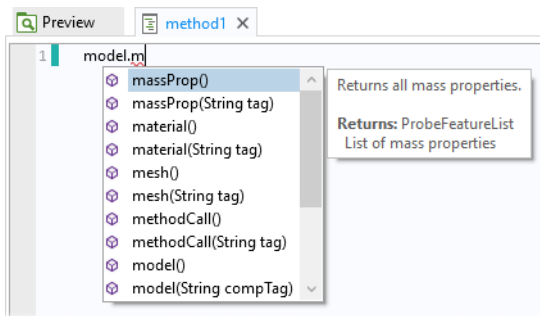 Preview
method1
1 model.m
massProp()
massProp(String tag)
material()
material(String tag)
mesh()
mesh(String tag)
methodCall()
methodCall(String tag)
model()
model(String compTag)
Returns all mass properties.
Returns: ProbeFeatureList
List of mass properties